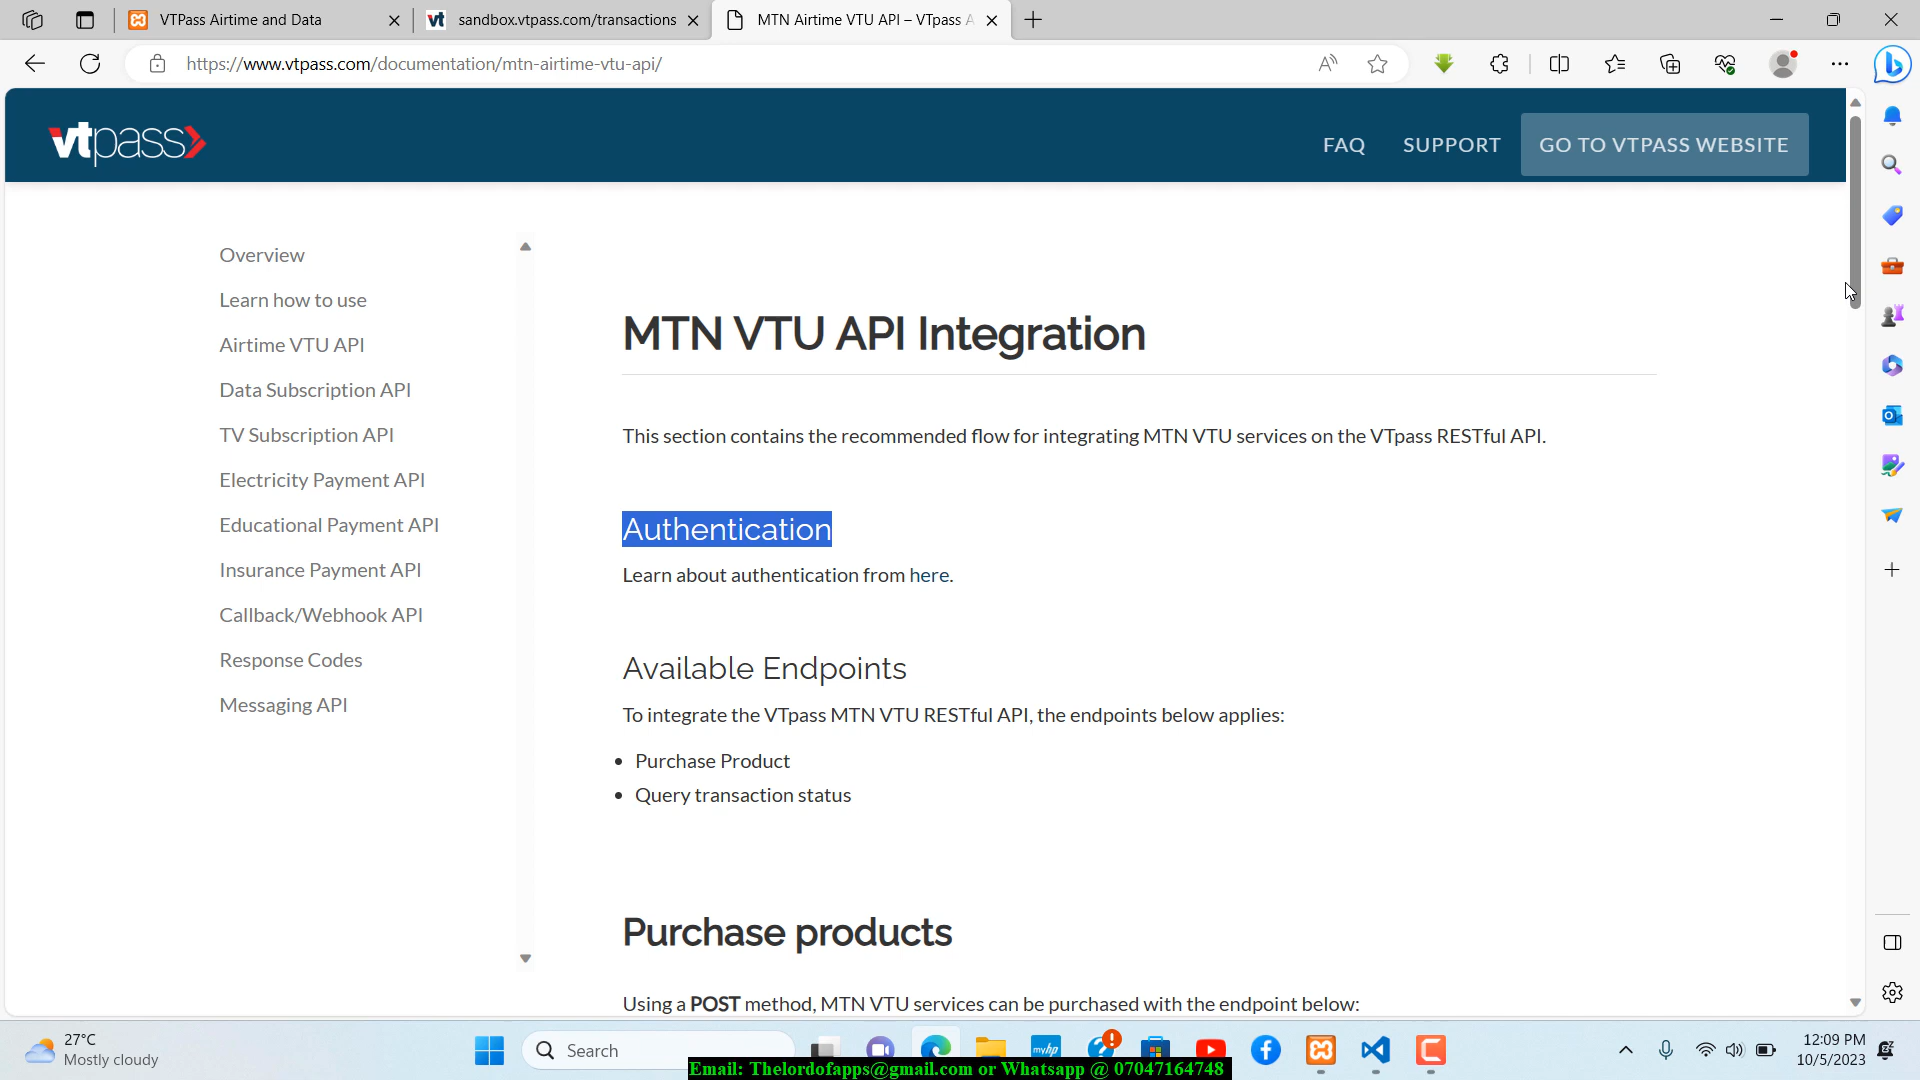 VTPass Airtime and Data
sandbox.vtpass.com/transactions
MTN Airtime VTU API – VTpass A
https://www.vtpass.com/documentation/mtn-airtime-vtu-api/
vtpass
FAQ
SUPPORT
GO TO VTPASS WEBSITE
Overview
Learn how to use
Airtime VTU API
Data Subscription API
TV Subscription API
Electricity Payment API
Educational Payment API
Insurance Payment API
Callback/Webhook API
Response Codes
Messaging API
MTN VTU API Integration
This section contains the recommended flow for integrating MTN VTU services on the VTpass RESTful API.
Authentication
Learn about authentication from here.
Available Endpoints
To integrate the VTpass MTN VTU RESTful API, the endpoints below applies:
Purchase Product
Query transaction status
Purchase products
Using a POST method, MTN VTU services can be purchased with the endpoint below:
27°C
Mostly cloudy
Search
myhp
12:09 PM
10/5/2023
Email: Thelordofapps@gmail.com or Whatsapp @ 07047164748